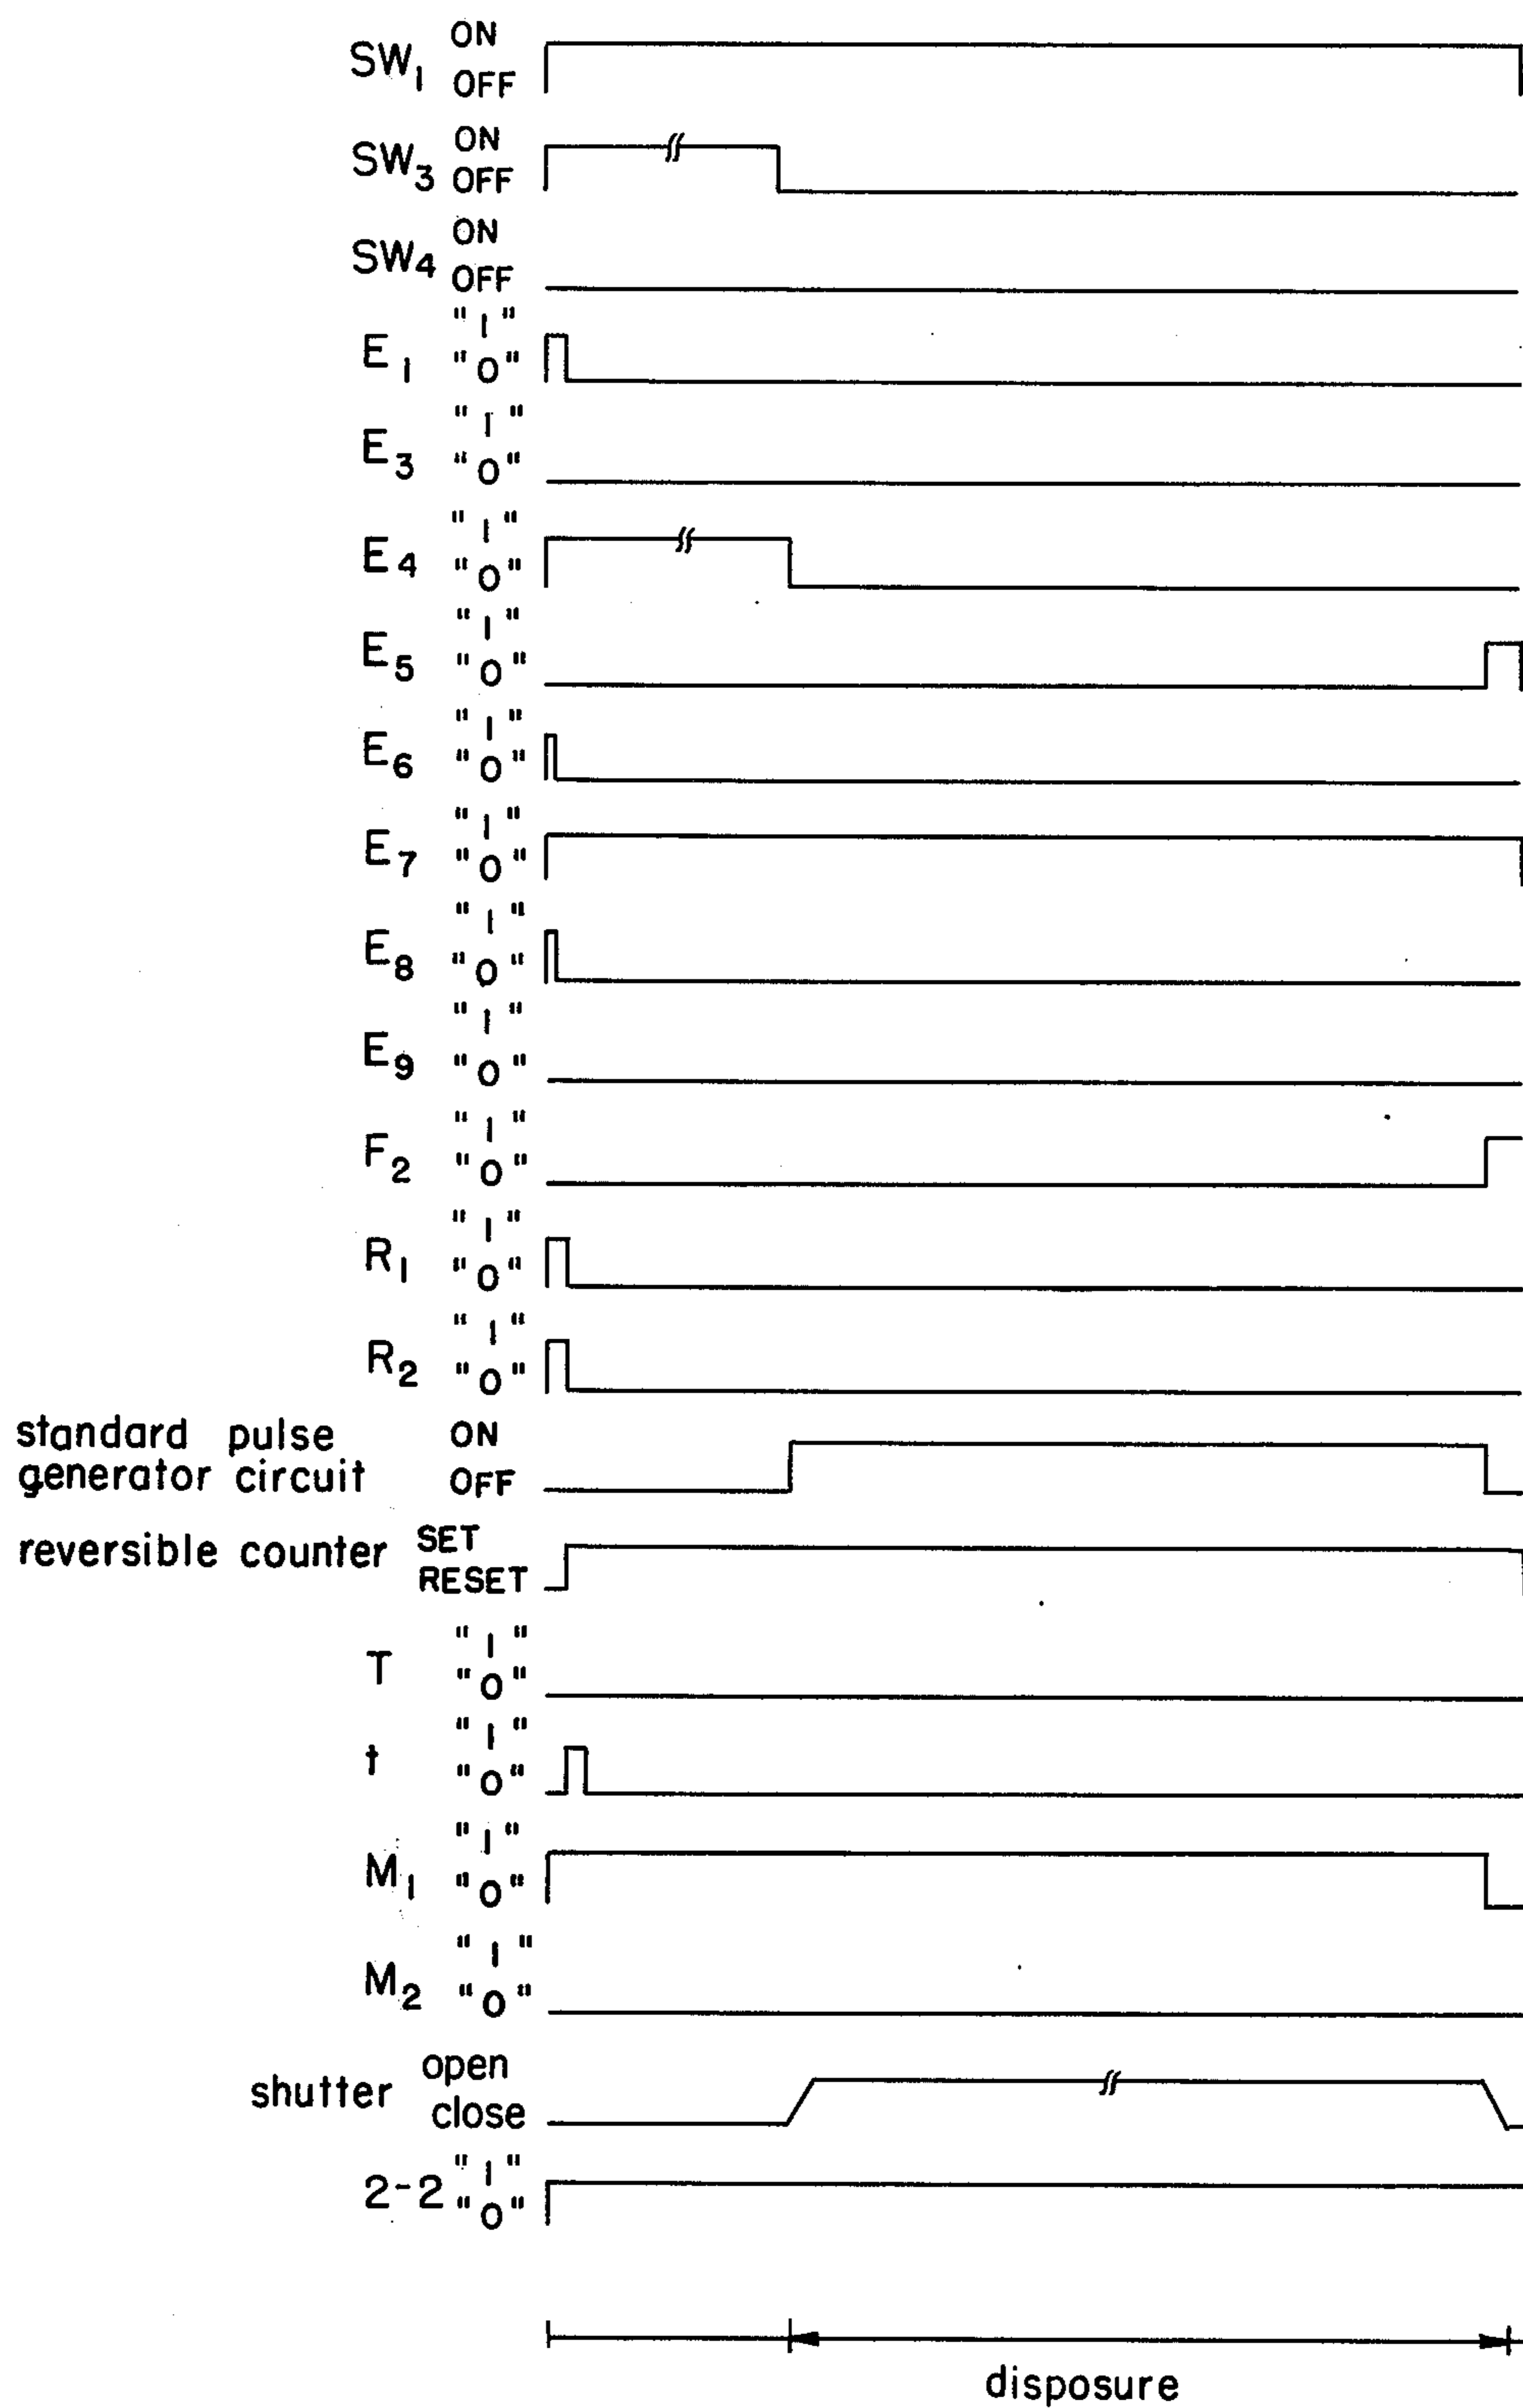 SW1 ON
OFF
SW3 ON
OFF
SW4 ON
OFF
E1 "1"
"0"
E3 "1"
"0"
E4 "1"
"0"
E5 "1"
"0"
E6 "1"
"0"
E7 "1"
"0"
E8 "1"
"0"
E9 "1"
"0"
F2 "1"
"0"
R1 "1"
"0"
R2 "1"
"0"
standard pulse ON
generator circuit OFF
reversible counter SET
RESET
T "1"
"0"
t "1"
"0"
M1 "1"
"0"
M2 "1"
"0"
shutter open
close
2-2 "1"
"0"
disposure